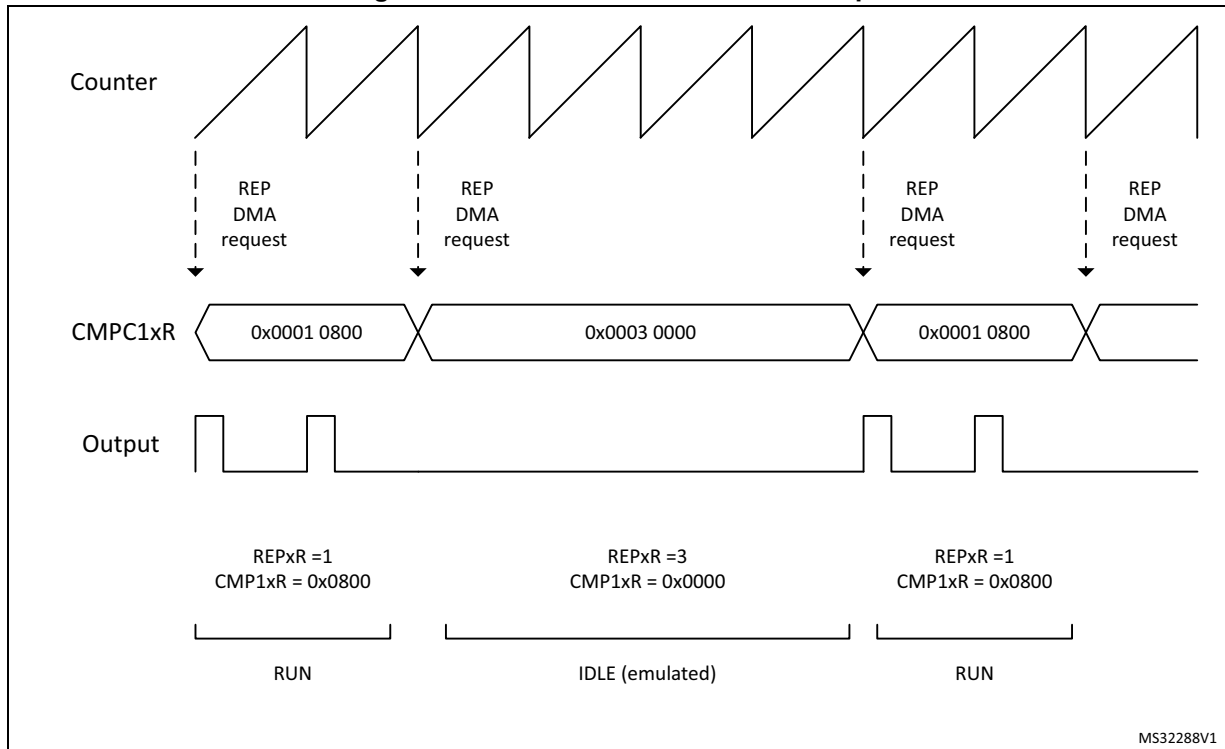 Counter
REP
DMA
request
REP
DMA
request
REP
DMA
request
REP
DMA
request
CMPC1xR
0x0001 0800
0x0003 0000
0x0001 0800
Output
REPxR =1
CMP1xR = 0x0800
REPxR =3
CMP1xR = 0x0000
REPxR =1
CMP1xR = 0x0800
RUN
IDLE (emulated)
RUN
MS32288V1